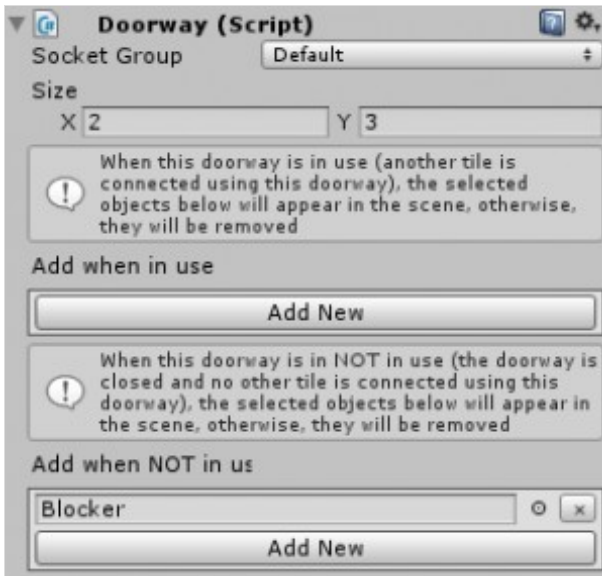 Doorway (Script)
Socket Group Default
Size
X 2 Y 3
When this doorway is in use (another tile is
connected using this doorway), the selected
objects below will appear in the scene, otherwise,
they will be removed
Add when in use
Add New
When this doorway is in NOT in use (the doorway is
closed and no other tile is connected using this
doorway), the selected objects below will appear in
the scene, otherwise, they will be removed
Add when NOT in us
Blocker
Add New